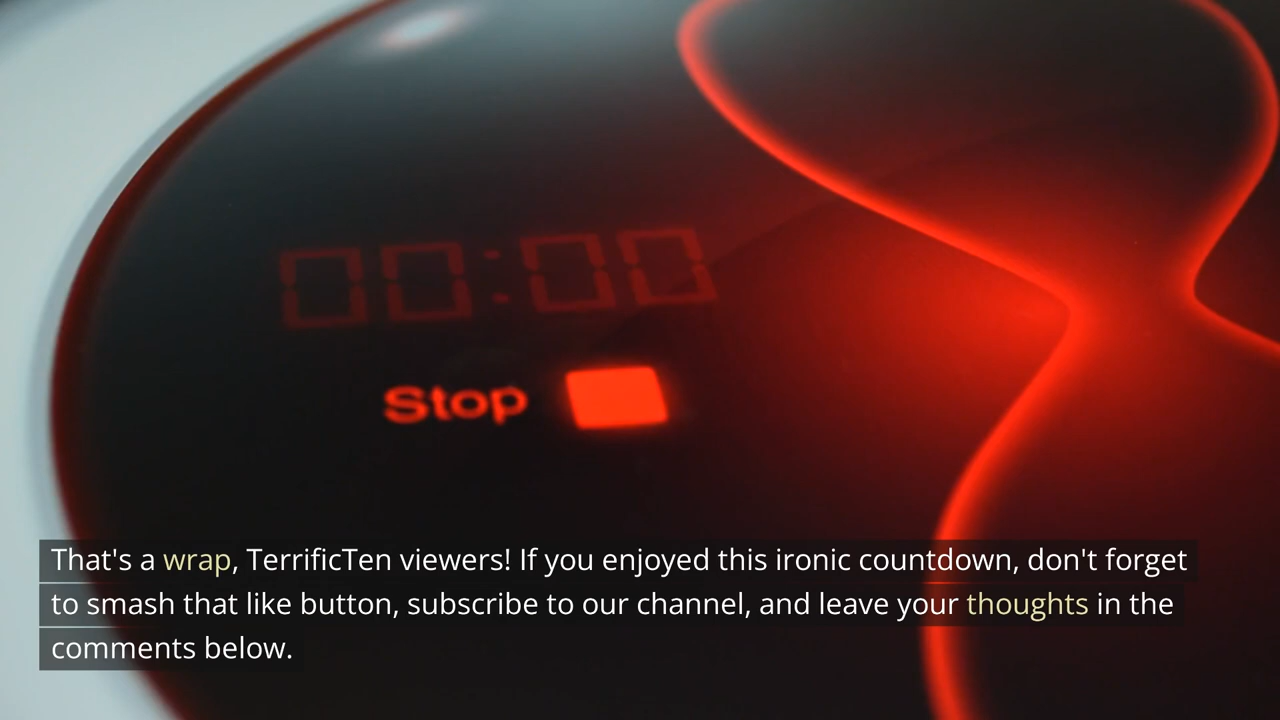 00:00
Stop
That's a wrap, TerrificTen viewers! If you enjoyed this ironic countdown, don't forget
to smash that like button, subscribe to our channel, and leave your thoughts in the
comments below.